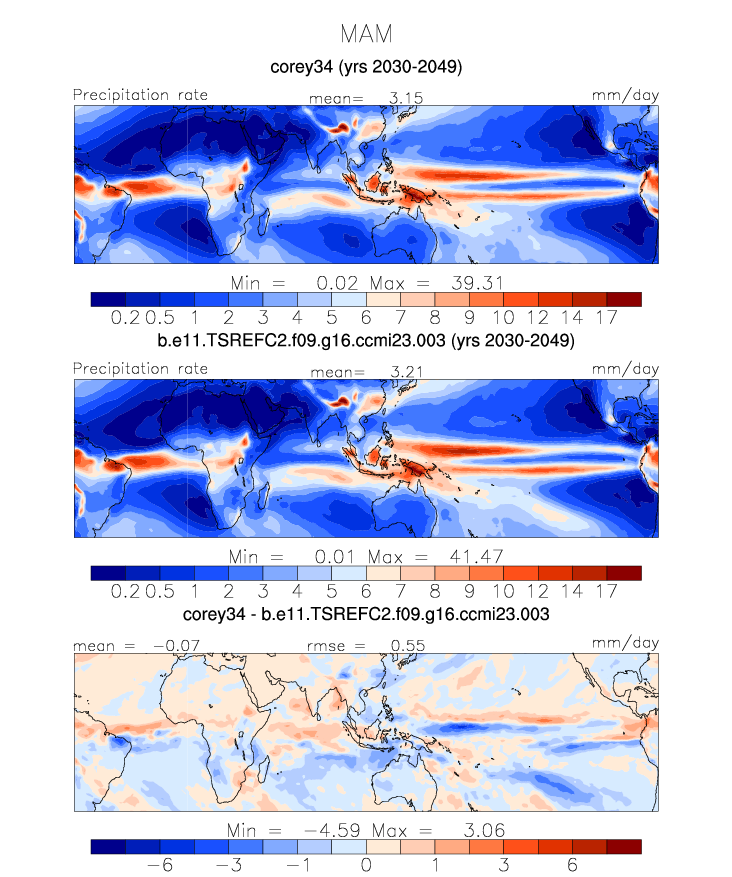 MAM
corey34 (yrs 2030-2049)
Precipitation rate mean= 3.15 mm/day
Min = 0.02 Max = 39.31
0.2 0.5 1 2 3 4 5 6 7 8 9 10 12 14 17
b.e11.TSREFC2.f09.g16.ccmi23.003 (yrs 2030-2049)
Precipitation rate mean= 3.21 mm/day
Min = 0.01 Max = 41.47
0.2 0.5 1 2 3 4 5 6 7 8 9 10 12 14 17
corey34 - b.e11.TSREFC2.f09.g16.ccmi23.003
mean = -0.07 rmse = 0.55 mm/day
Min = -4.59 Max = 3.06
-6 -3 -1 0 1 3 6